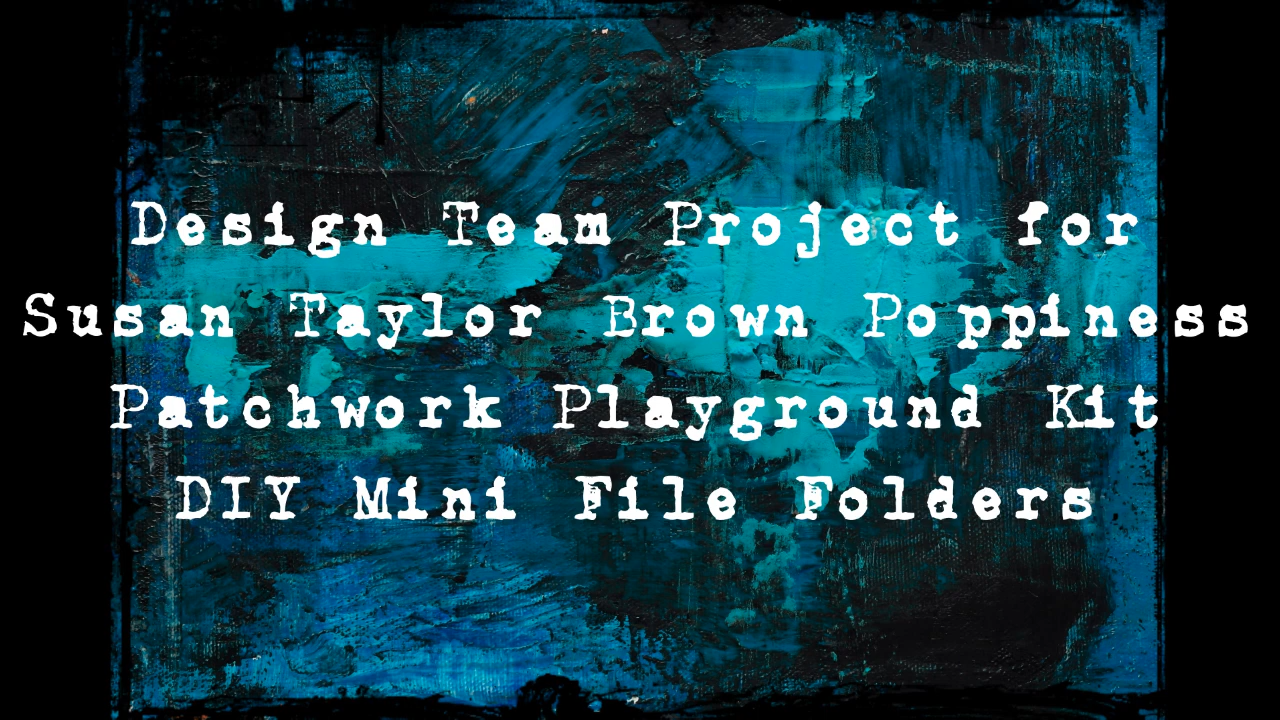 Design Team Project for
Susan Taylor Brown Poppiness
Patchwork Playground Kit
DIY Mini File Folders